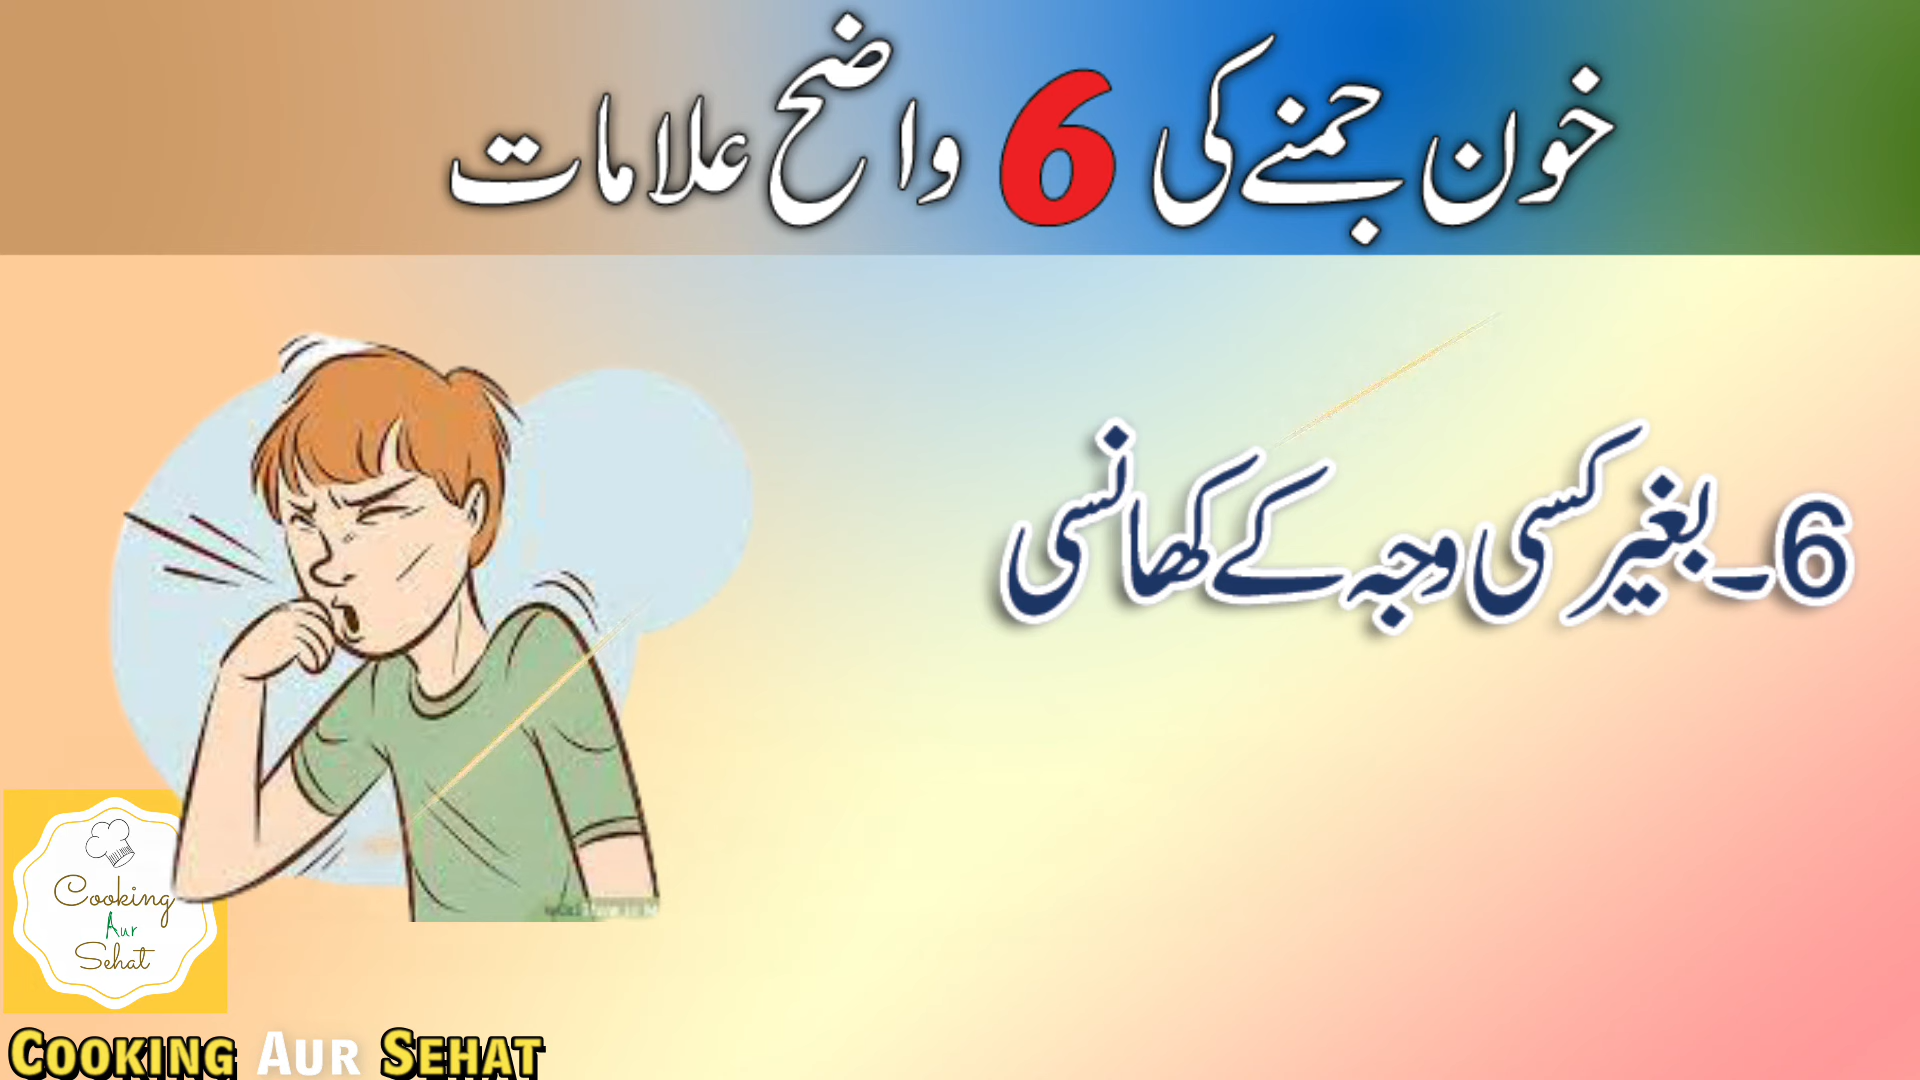 خون جمنے کی 6 واضح علامات
6۔ بغیر کسی وجہ کے کھانسی
Cooking
Aur
Sehat
COOKING AUR SEHAT